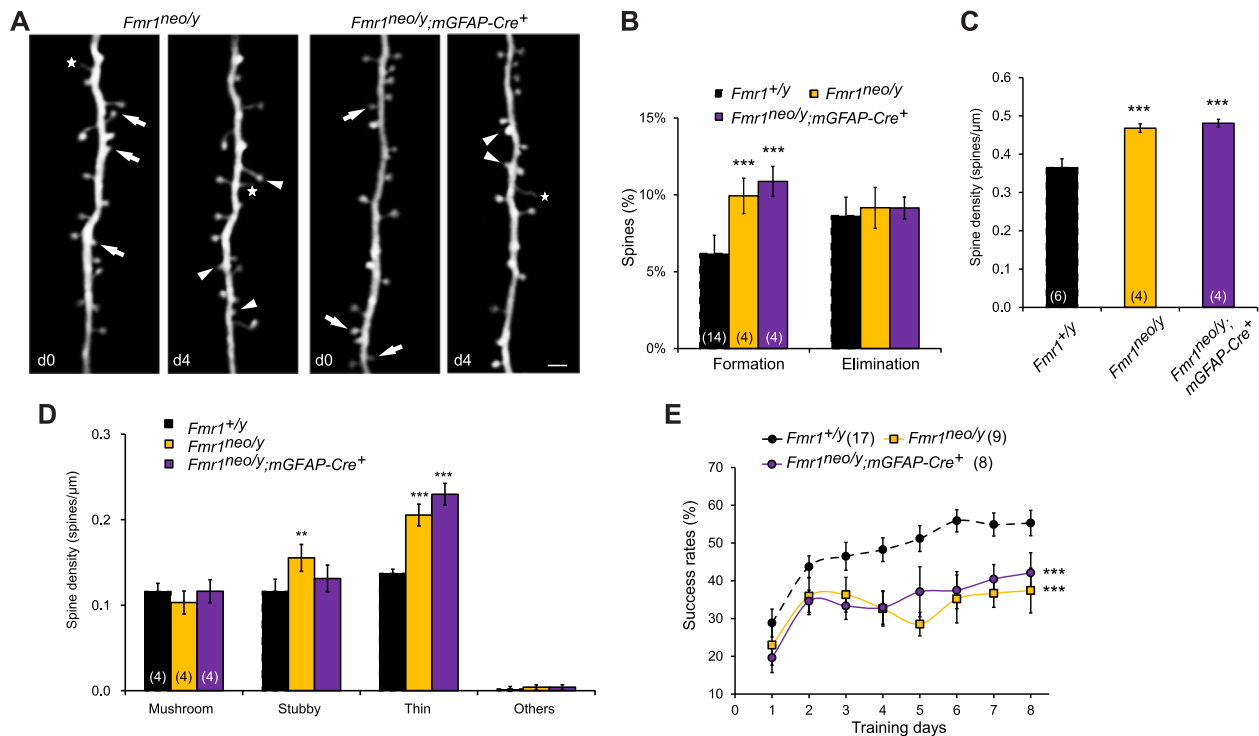 A
Fmr1neo/y
Fmr1neo/y;mGFAP-Cre+
d0
d4
d0
d4
B
Fmr1+/y
Fmr1neo/y
Fmr1neo/y;mGFAP-Cre+
Spines (%)
15%
10%
5%
0%
***
***
(14)
(4)
(4)
Formation
Elimination
C
Spine density (spines/µm)
0.6
0.5
0.4
0.3
0.2
0.1
0.0
***
***
(6)
(4)
(4)
Fmr1+/y
Fmr1neo/y
Fmr1neo/y;
mGFAP-Cre+
D
Fmr1+/y
Fmr1neo/y
Fmr1neo/y;mGFAP-Cre+
Spine density (spines/µm)
0.3
0.2
0.1
0.0
**
***
***
(4)
(4)
(4)
Mushroom
Stubby
Thin
Others
E
Fmr1+/y (17)
Fmr1neo/y (9)
Fmr1neo/y;mGFAP-Cre+ (8)
Success rates (%)
70
60
50
40
30
20
10
***
***
0 1 2 3 4 5 6 7 8
Training days